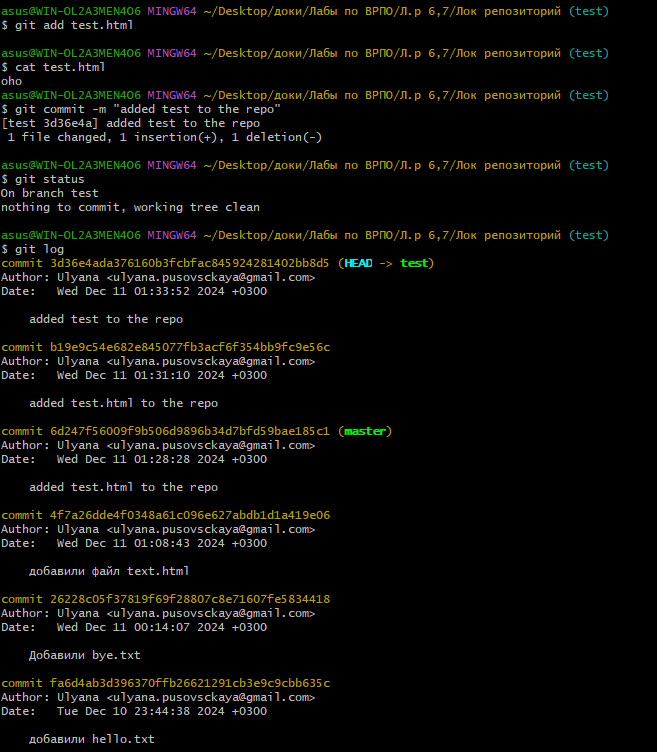 asus@WIN-OL2A3MEN4O6 MINGW64 ~/Desktop/доки/Лабы по ВРПО/Л.р 6,7/Лок репозиторий (test)
$ git add test.html
asus@WIN-OL2A3MEN4O6 MINGW64 ~/Desktop/доки/Лабы по ВРПО/Л.р 6,7/Лок репозиторий (test)
$ cat test.html
oho
asus@WIN-OL2A3MEN4O6 MINGW64 ~/Desktop/доки/Лабы по ВРПО/Л.р 6,7/Лок репозиторий (test)
$ git commit -m "added test to the repo"
[test 3d36e4a] added test to the repo
 1 file changed, 1 insertion(+), 1 deletion(-)
asus@WIN-OL2A3MEN4O6 MINGW64 ~/Desktop/доки/Лабы по ВРПО/Л.р 6,7/Лок репозиторий (test)
$ git status
On branch test
nothing to commit, working tree clean
asus@WIN-OL2A3MEN4O6 MINGW64 ~/Desktop/доки/Лабы по ВРПО/Л.р 6,7/Лок репозиторий (test)
$ git log
commit 3d36e4ada376160b3fcbfac845924281402bb8d5 (HEAD -> test)
Author: Ulyana <ulyana.pusovsckaya@gmail.com>
Date:   Wed Dec 11 01:33:52 2024 +0300
    added test to the repo
commit b19e9c54e682e845077fb3acf6f354bb9fc9e56c
Author: Ulyana <ulyana.pusovsckaya@gmail.com>
Date:   Wed Dec 11 01:31:10 2024 +0300
    added test.html to the repo
commit 6d247f56009f9b506d9896b34d7bfd59bae185c1 (master)
Author: Ulyana <ulyana.pusovsckaya@gmail.com>
Date:   Wed Dec 11 01:28:28 2024 +0300
    added test.html to the repo
commit 4f7a26dde4f0348a61c096e627abdb1d1a419e06
Author: Ulyana <ulyana.pusovsckaya@gmail.com>
Date:   Wed Dec 11 01:08:43 2024 +0300
    добавили файл text.html
commit 26228c05f37819f69f28807c8e71607fe5834418
Author: Ulyana <ulyana.pusovsckaya@gmail.com>
Date:   Wed Dec 11 00:14:07 2024 +0300
    Добавили bye.txt
commit fa6d4ab3d396370ffb26621291cb3e9c9cbb635c
Author: Ulyana <ulyana.pusovsckaya@gmail.com>
Date:   Tue Dec 10 23:44:38 2024 +0300
    добавили hello.txt